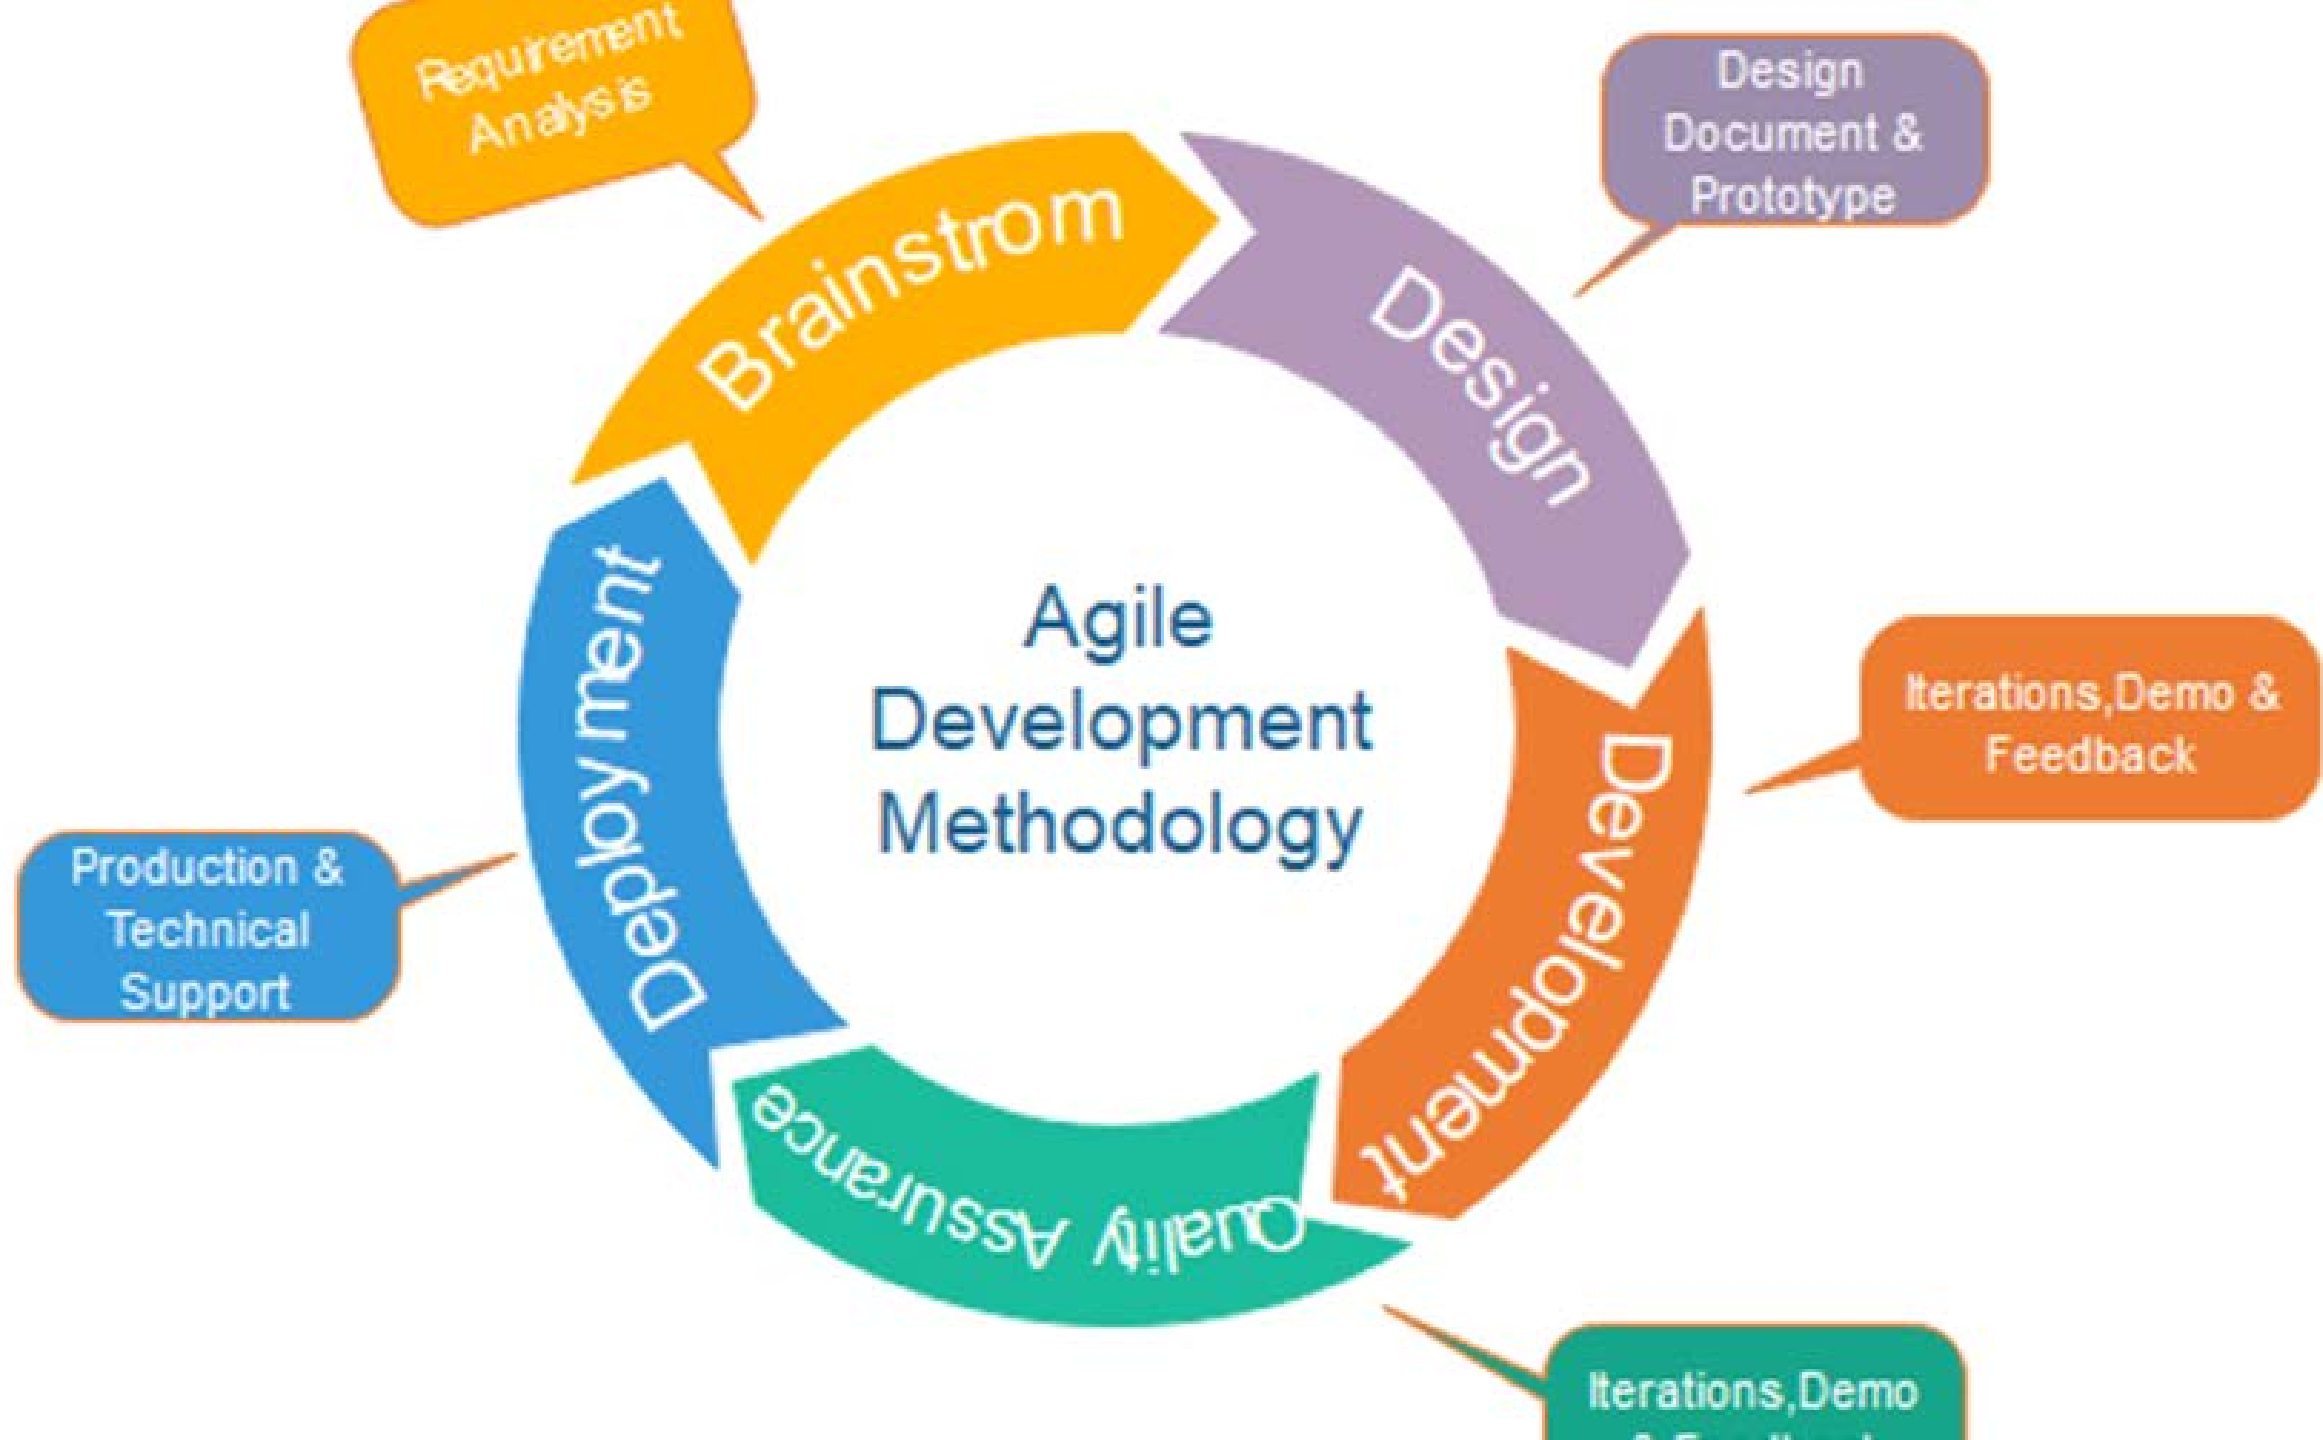 Requirement
Analysis
Design
Document &
Prototype
Brainstrom
Design
Agile
Development
Methodology
Iterations,Demo &
Feedback
Development
Deployment
Production &
Technical
Support
Quality Assurance
Iterations,Demo